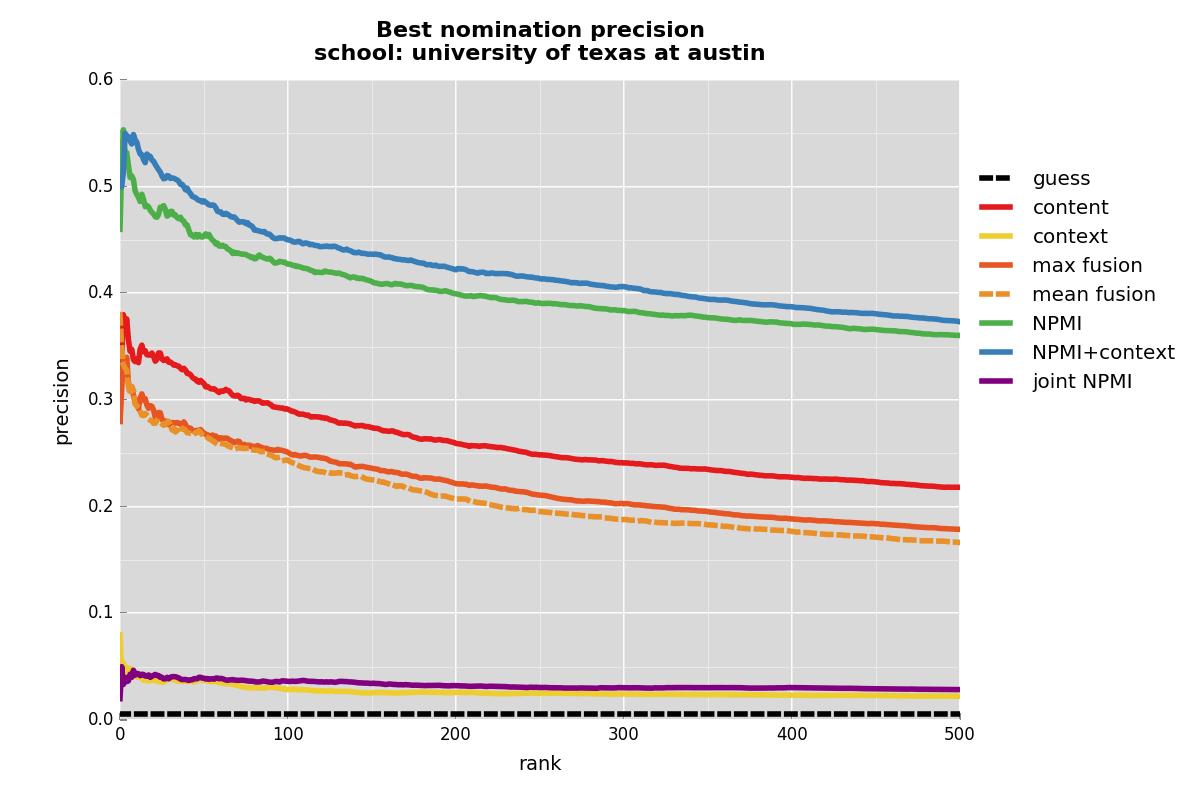 Best nomination precision
school: university of texas at austin
0.6
0.5
0.4
0.3
0.2
0.1
0.0
precision
0 100 200 300 400 500
rank
guess
content
context
max fusion
mean fusion
NPMI
NPMI+context
joint NPMI